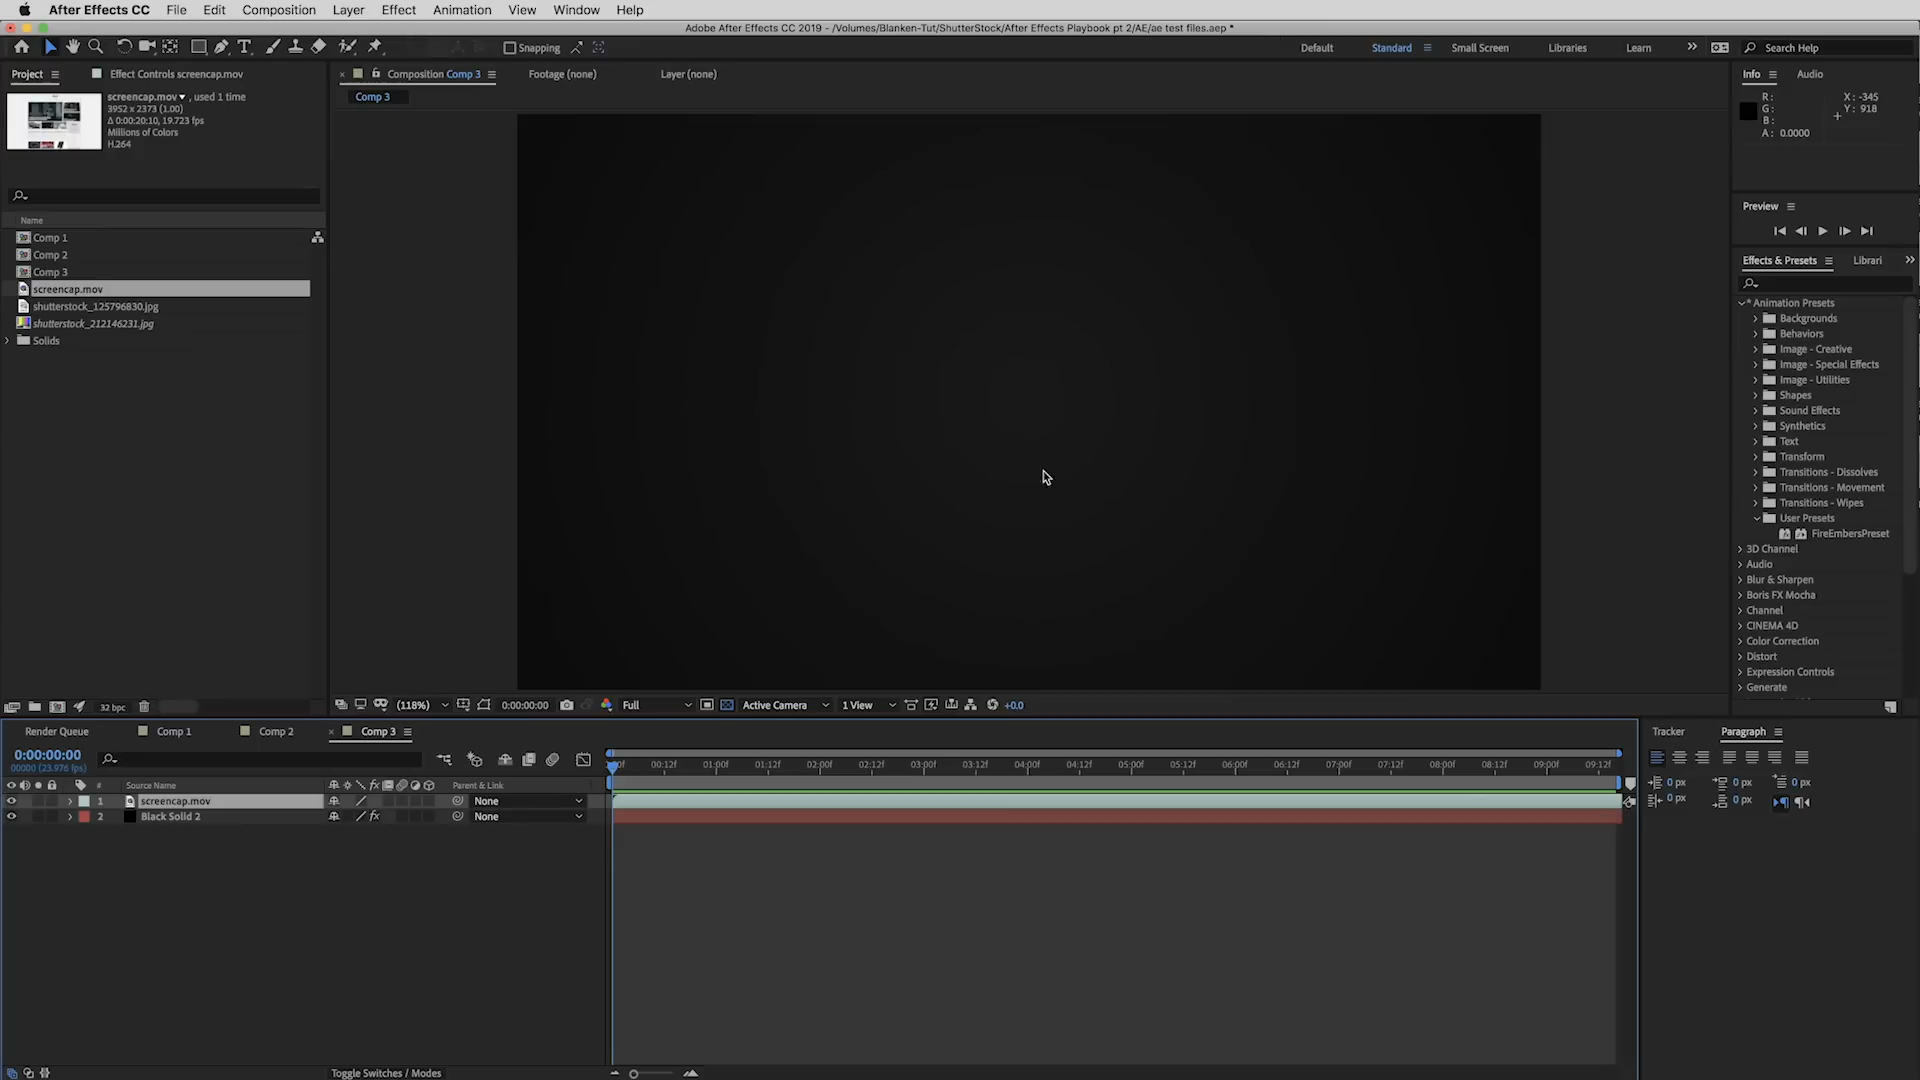 After Effects CC File Edit Composition Layer Effect Animation View Window Help
Adobe After Effects CC 2019 - /Volumes/Blanken-Tut/ShutterStock/After Effects Playbook pt 2/AE/ae test files.aep *
Snapping Default Standard Small Screen Libraries Learn Search Help
Project Effect Controls screencap.mov
screencap.mov , used 1 time
3952 x 2373 (1.00)
Δ 0:00:20:10, 19.723 fps
Millions of Colors
H.264
Name
Comp 1
Comp 2
Comp 3
screencap.mov
shutterstock_125796830.jpg
shutterstock_212146231.jpg
Solids
32 bpc
Composition Comp 3 Footage (none) Layer (none)
Comp 3
(118%) 0:00:00:00 Full Active Camera 1 View +0.0
Info Audio
R: X: -345
G: Y: 918
B:
A: 0.0000
Preview
Effects & Presets Librari
* Animation Presets
Backgrounds
Behaviors
Image - Creative
Image - Special Effects
Image - Utilities
Shapes
Sound Effects
Synthetics
Text
Transform
Transitions - Dissolves
Transitions - Movement
Transitions - Wipes
User Presets
FireEmbersPreset
3D Channel
Audio
Blur & Sharpen
Boris FX Mocha
Channel
CINEMA 4D
Color Correction
Distort
Expression Controls
Generate
Render Queue Comp 1 Comp 2 Comp 3
0:00:00:00
00000 (23.976 fps)
00:12f 01:00f 01:12f 02:00f 02:12f 03:00f 03:12f 04:00f 04:12f 05:00f 05:12f 06:00f 06:12f 07:00f 07:12f 08:00f 08:12f 09:00f 09:12f
# Source Name fx Parent & Link
1 screencap.mov None
2 Black Solid 2 fx None
Toggle Switches / Modes
Tracker Paragraph
0 px 0 px 0 px
0 px 0 px